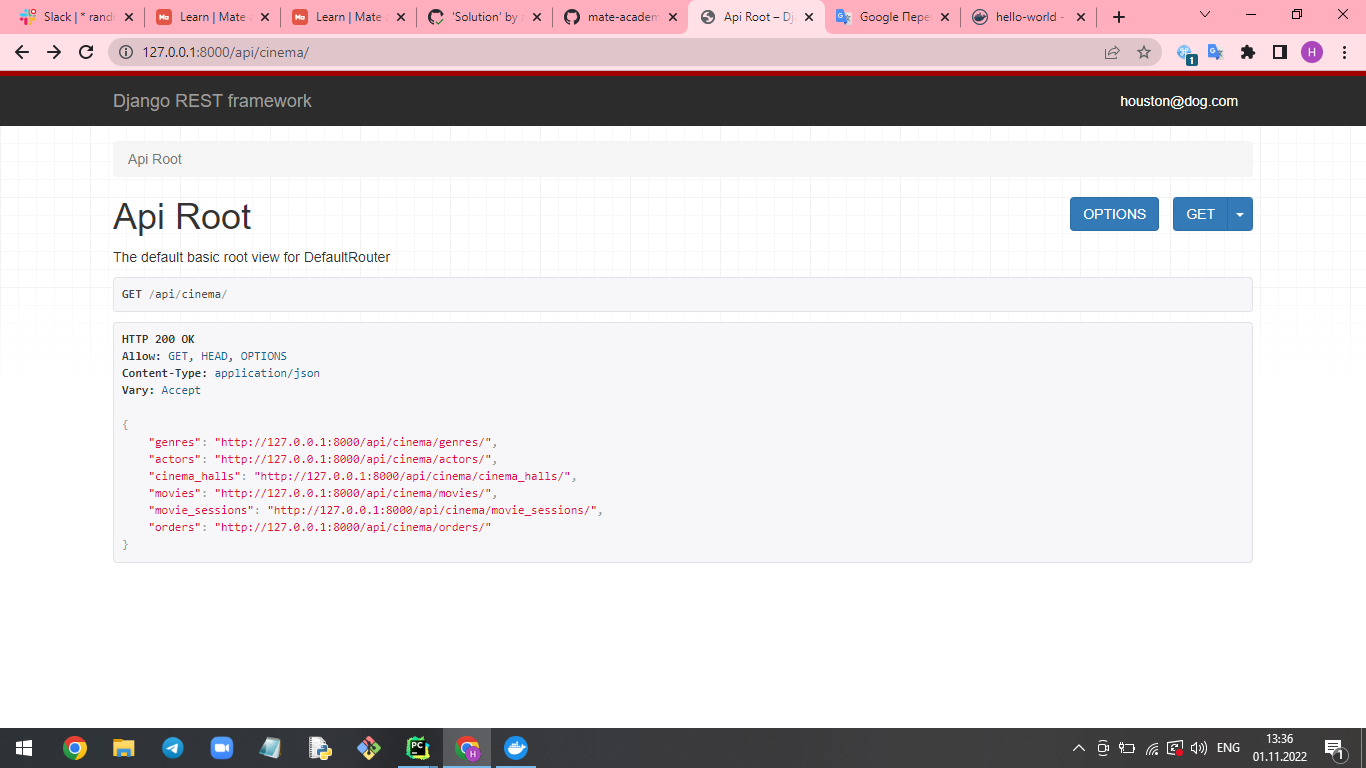 Slack | * rand
Learn | Mate a
Learn | Mate a
'Solution' by a
mate-academ
Api Root – Dj
Google Пере
hello-world -
127.0.0.1:8000/api/cinema/
1
H
Django REST framework
houston@dog.com
Api Root
Api Root
OPTIONS
GET
The default basic root view for DefaultRouter
GET /api/cinema/
HTTP 200 OK
Allow: GET, HEAD, OPTIONS
Content-Type: application/json
Vary: Accept
{
    "genres": "http://127.0.0.1:8000/api/cinema/genres/",
    "actors": "http://127.0.0.1:8000/api/cinema/actors/",
    "cinema_halls": "http://127.0.0.1:8000/api/cinema/cinema_halls/",
    "movies": "http://127.0.0.1:8000/api/cinema/movies/",
    "movie_sessions": "http://127.0.0.1:8000/api/cinema/movie_sessions/",
    "orders": "http://127.0.0.1:8000/api/cinema/orders/"
}
PC
H
ENG
13:36
01.11.2022
1